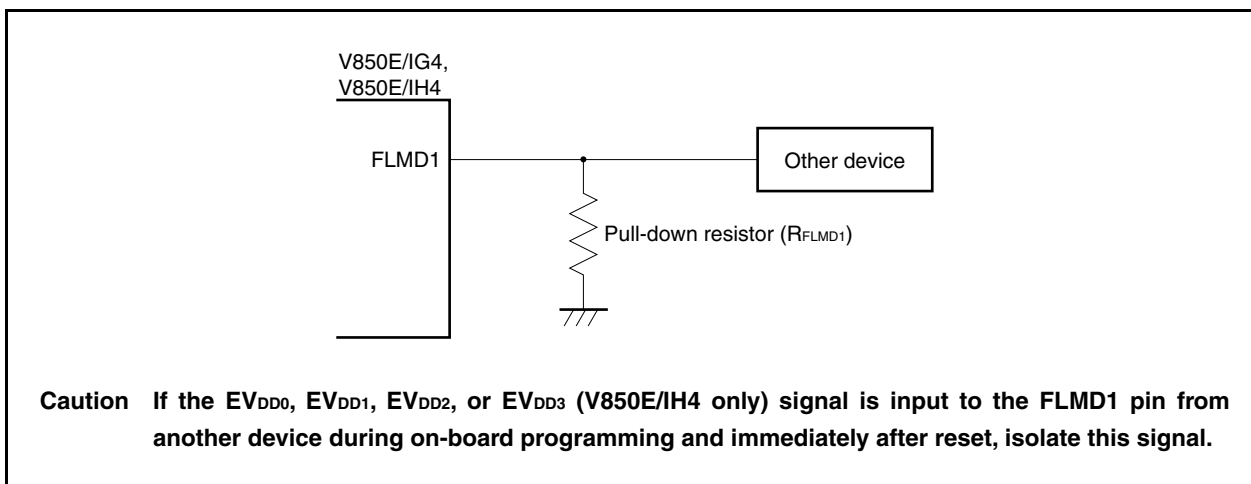 V850E/IG4,
V850E/IH4
FLMD1
Other device
Pull-down resistor (RFLMD1)
Caution If the EVDD0, EVDD1, EVDD2, or EVDD3 (V850E/IH4 only) signal is input to the FLMD1 pin from
another device during on-board programming and immediately after reset, isolate this signal.